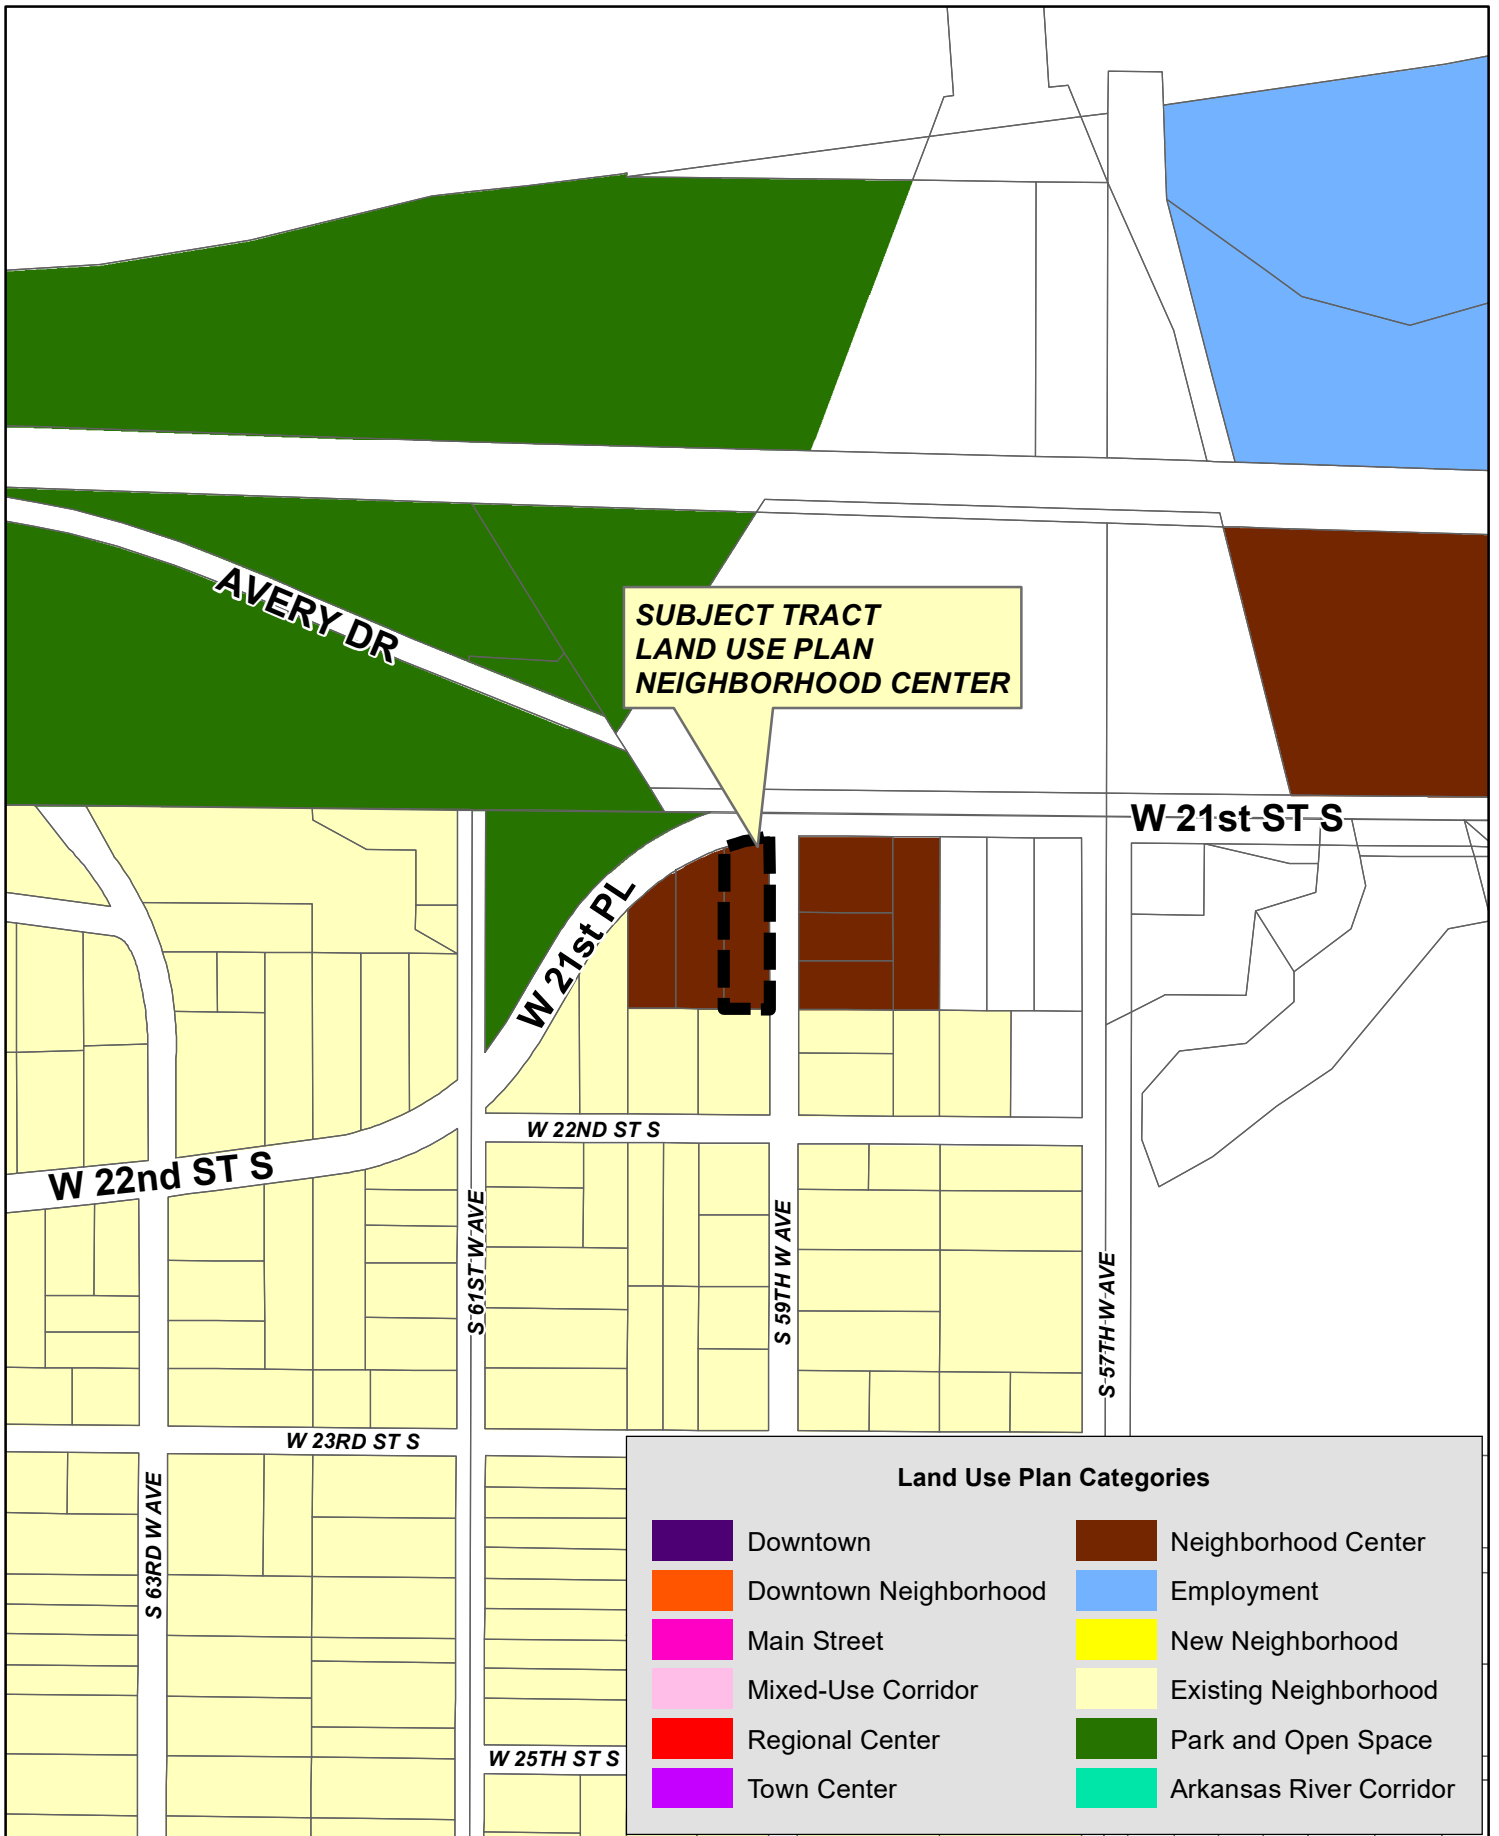 AVERY DR
SUBJECT TRACT
LAND USE PLAN
NEIGHBORHOOD CENTER
W 21st ST S
W 21st PL
W 22ND ST S
W 22nd ST S
S 61ST W AVE
S 59TH W AVE
S 57TH W AVE
W 23RD ST S
S 63RD W AVE
W 25TH ST S
Land Use Plan Categories
Downtown
Downtown Neighborhood
Main Street
Mixed-Use Corridor
Regional Center
Town Center
Neighborhood Center
Employment
New Neighborhood
Existing Neighborhood
Park and Open Space
Arkansas River Corridor